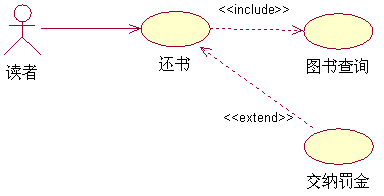 <<include>>
读者
还书
图书查询
<<extend>>
交纳罚金